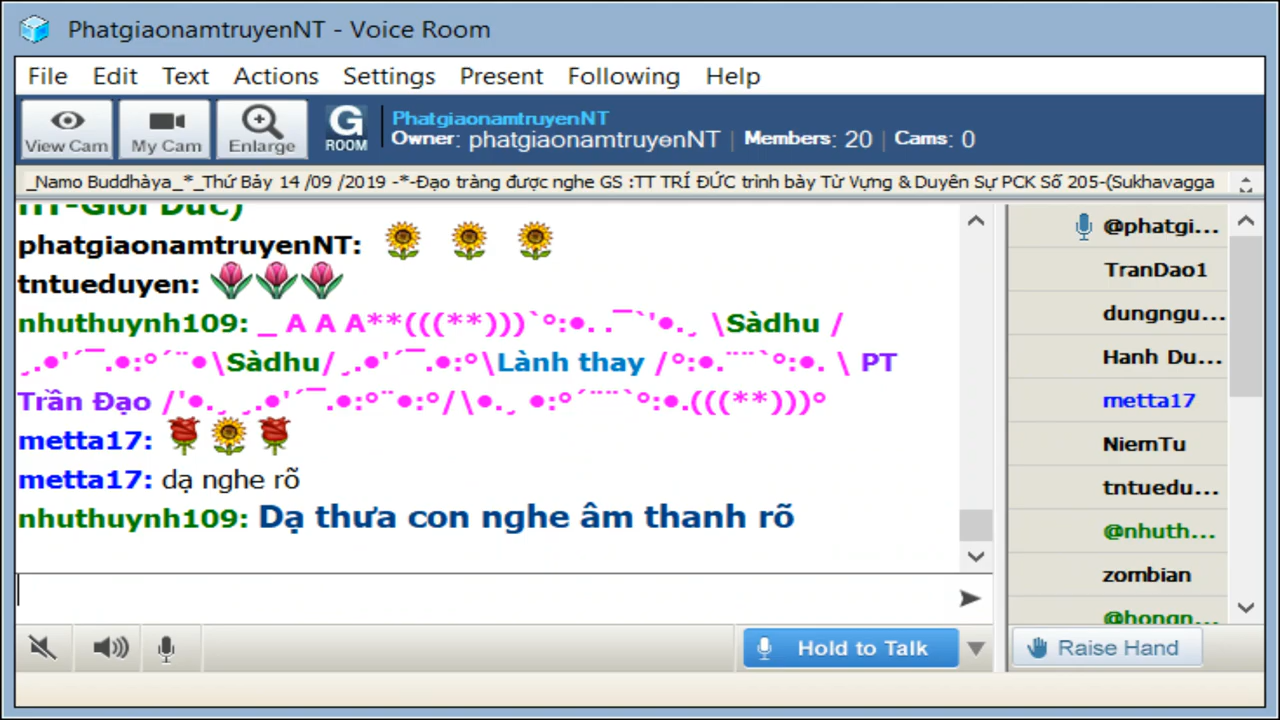 PhatgiaonamtruyenNT - Voice Room
File Edit Text Actions Settings Present Following Help
View Cam My Cam Enlarge G ROOM
PhatgiaonamtruyenNT
Owner: phatgiaonamtruyenNT | Members: 20 | Cams: 0
_Namo Buddhàya_*_Thứ Bảy 14 /09 /2019 -*-Đạo tràng được nghe GS :TT TRÍ ĐỨC trình bày Từ Vựng & Duyên Sự PCK Số 205-(Sukhavagga
phatgiaonamtruyenNT:
tntueduyen:
nhuthuynh109: _ A A A**(((**)))`°:●. .¯`'●.¸ \Sàdhu /
¸.●'´¯.●:°´¨●\Sàdhu/¸.●'´¯.●:°\Lành thay /°:●.¨¨`°:●. \ PT
Trần Đạo /'●.¸ ¸.●'´¯.●:°¨●:°/\●.¸ ●:°´¨¨`°:●.(((**)))°
metta17:
metta17: dạ nghe rõ
nhuthuynh109: Dạ thưa con nghe âm thanh rõ
@phatgi...
TranDao1
dungngu...
Hanh Du...
metta17
NiemTu
tntuedu...
@nhuth...
zombian
@hongn...
Hold to Talk
Raise Hand